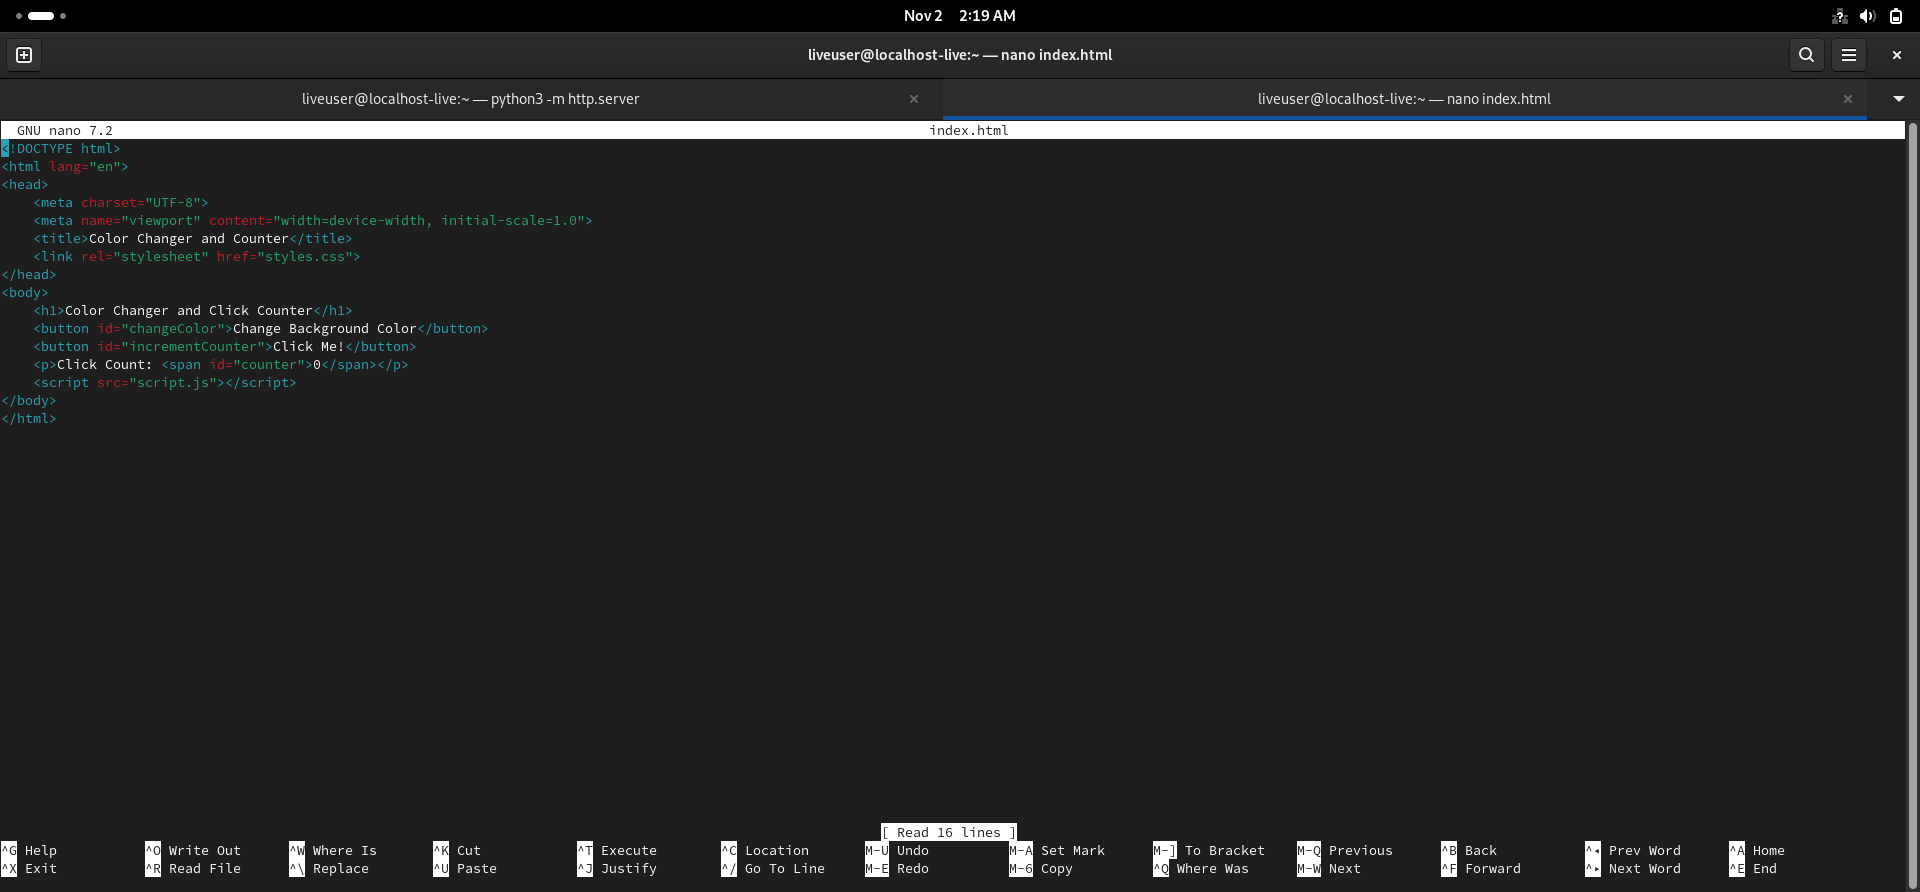 Nov 2 2:19 AM
liveuser@localhost-live:~ — nano index.html
liveuser@localhost-live:~ — python3 -m http.server
liveuser@localhost-live:~ — nano index.html
GNU nano 7.2 index.html
<!DOCTYPE html>
<html lang="en">
<head>
    <meta charset="UTF-8">
    <meta name="viewport" content="width=device-width, initial-scale=1.0">
    <title>Color Changer and Counter</title>
    <link rel="stylesheet" href="styles.css">
</head>
<body>
    <h1>Color Changer and Click Counter</h1>
    <button id="changeColor">Change Background Color</button>
    <button id="incrementCounter">Click Me!</button>
    <p>Click Count: <span id="counter">0</span></p>
    <script src="script.js"></script>
</body>
</html>
[ Read 16 lines ]
^G Help ^O Write Out ^W Where Is ^K Cut ^T Execute ^C Location M-U Undo M-A Set Mark M-] To Bracket M-Q Previous ^B Back ^◂ Prev Word ^A Home
^X Exit ^R Read File ^\ Replace ^U Paste ^J Justify ^/ Go To Line M-E Redo M-6 Copy ^Q Where Was M-W Next ^F Forward ^▸ Next Word ^E End